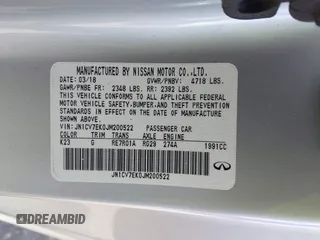 MANUFACTURED BY NISSAN MOTOR CO.,LTD.
DATE: 03/18 GVWR/PNBV: 4718 LBS.
GAWR/PNBE FR: 2348 LBS. RR: 2392 LBS.
THIS VEHICLE CONFORMS TO ALL APPLICABLE
FEDERAL MOTOR VEHICLE SAFETY, BUMPER, AND THEFT
PREVENTION STANDARDS IN EFFECT
ON THE DATE OF MANUFACTURE SHOWN ABOVE.
VIN: JN1CV7EK0JM200522 PASSENGER CAR
COLOR TRIM TRANS AXLE ENGINE
K23 G RE7R01A R029 274A 1991CC
JN1CV7EK0JM200522
INFINITI
© DREAMBID